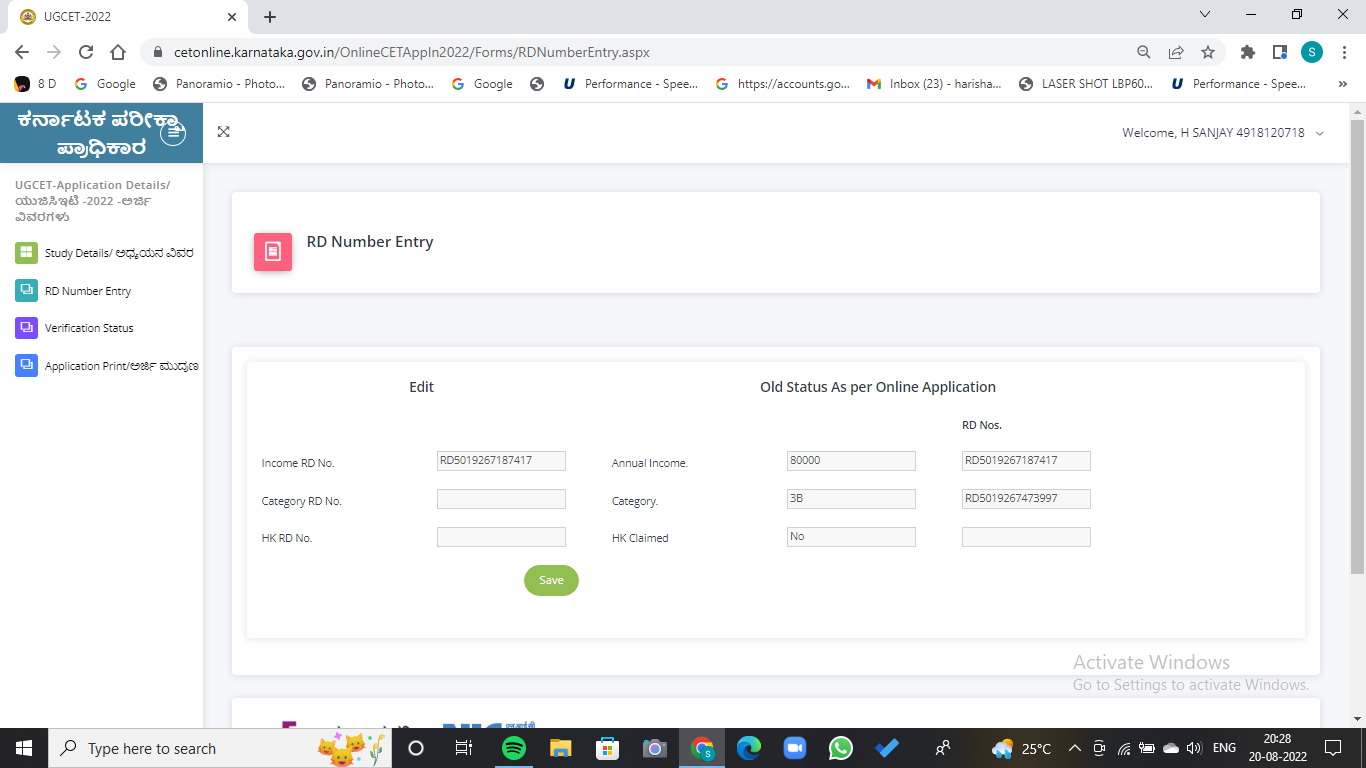 UGCET-2022
cetonline.karnataka.gov.in/OnlineCETAppln2022/Forms/RDNumberEntry.aspx
S
8 D
Google
Panoramio - Photo...
Panoramio - Photo...
Google
Performance - Spee...
https://accounts.go...
Inbox (23) - harisha...
LASER SHOT LBP60...
Performance - Spee...
ಕರ್ನಾಟಕ ಪರೀಕ್ಷಾ
ಪ್ರಾಧಿಕಾರ
Welcome, H SANJAY 4918120718
UGCET-Application Details/
ಯುಜಿಸಿಇಟಿ -2022 -ಅರ್ಜಿ
ವಿವರಗಳು
Study Details/ ಅಧ್ಯಯನ ವಿವರ
RD Number Entry
Verification Status
Application Print/ಅರ್ಜಿ ಮುದ್ರಣ
RD Number Entry
Edit
Old Status As per Online Application
RD Nos.
Income RD No. RD5019267187417 Annual Income. 80000 RD5019267187417
Category RD No. Category. 3B RD5019267473997
HK RD No. HK Claimed No
Save
Activate Windows
Go to Settings to activate Windows.
Type here to search
25°C
ENG
20:28
20-08-2022